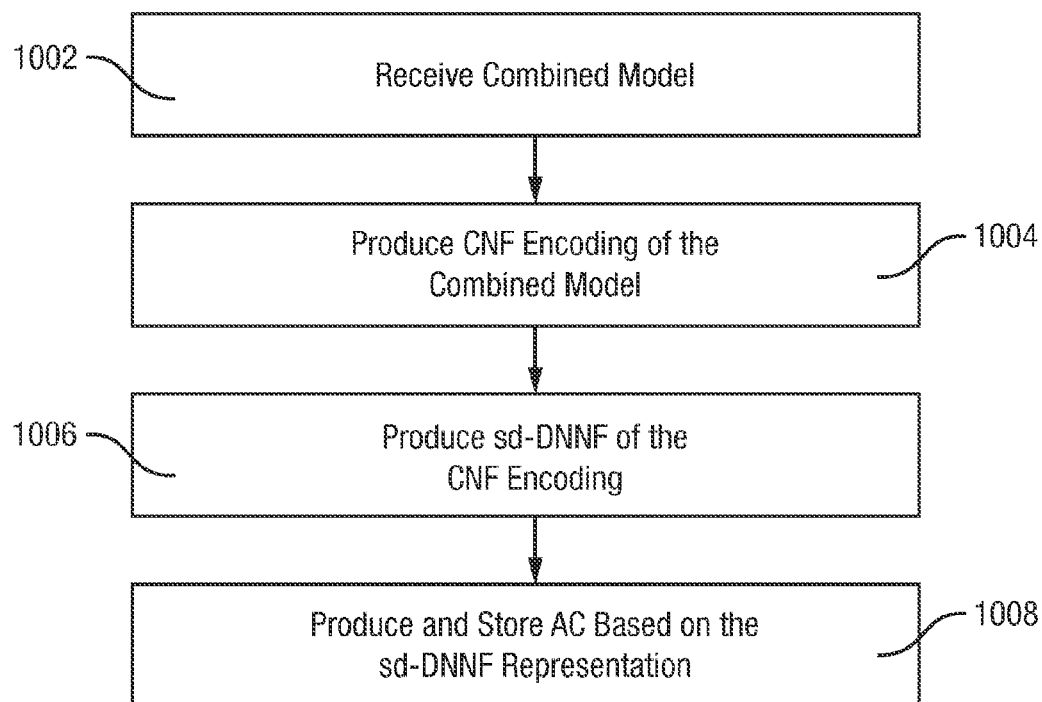 1002
Receive Combined Model
Produce CNF Encoding of the
Combined Model
1004
1006
Produce sd-DNNF of the
CNF Encoding
Produce and Store AC Based on the
sd-DNNF Representation
1008